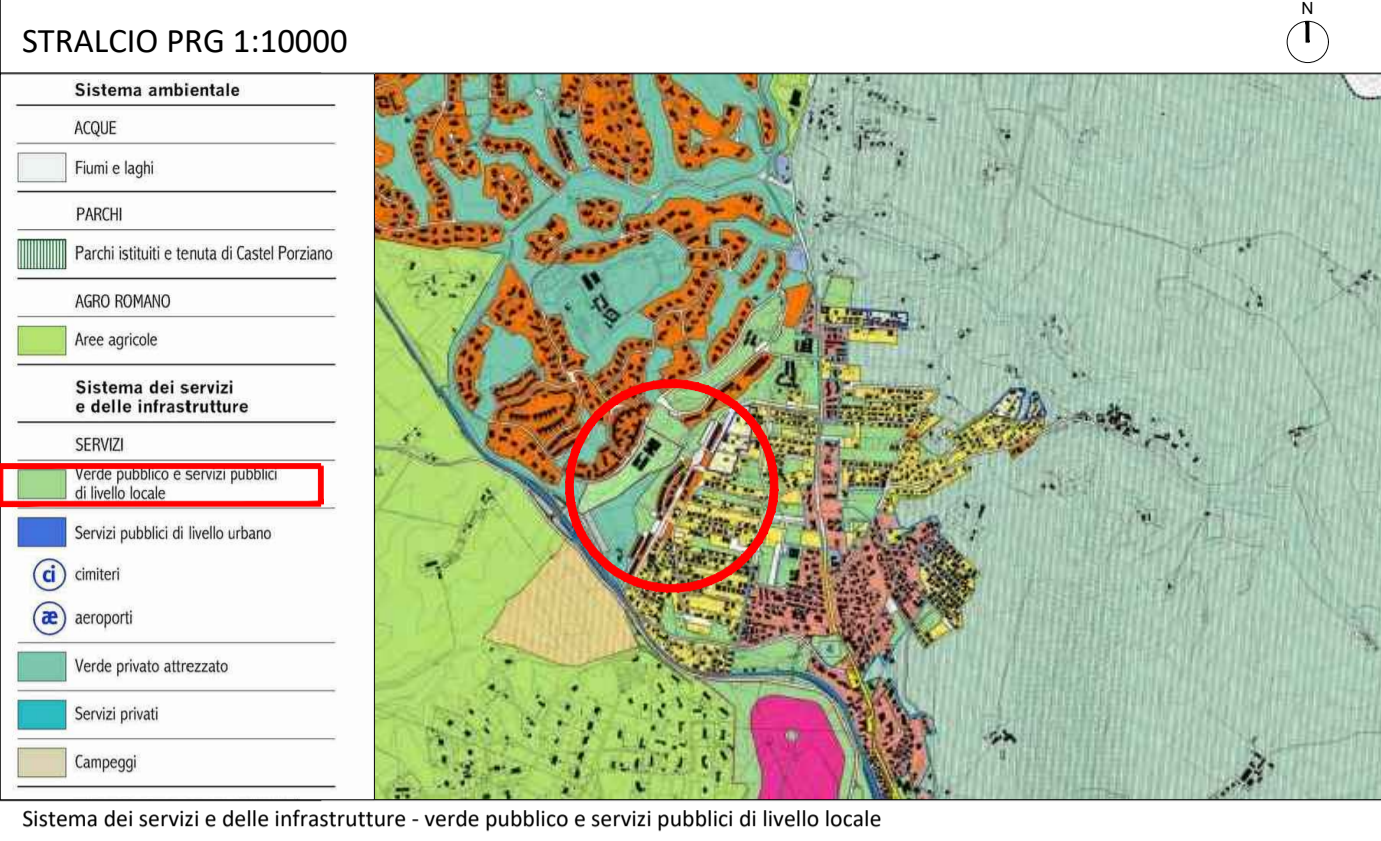 N
STRALCIO PRG 1:10000
Sistema ambientale
ACQUE
Fiumi e laghi
PARCHI
Parchi istituiti e tenuta di Castel Porziano
AGRO ROMANO
Aree agricole
Sistema dei servizi
e delle infrastrutture
SERVIZI
Verde pubblico e servizi pubblici
di livello locale
Servizi pubblici di livello urbano
ci cimiteri
æ aeroporti
Verde privato attrezzato
Servizi privati
Campeggi
Sistema dei servizi e delle infrastrutture - verde pubblico e servizi pubblici di livello locale